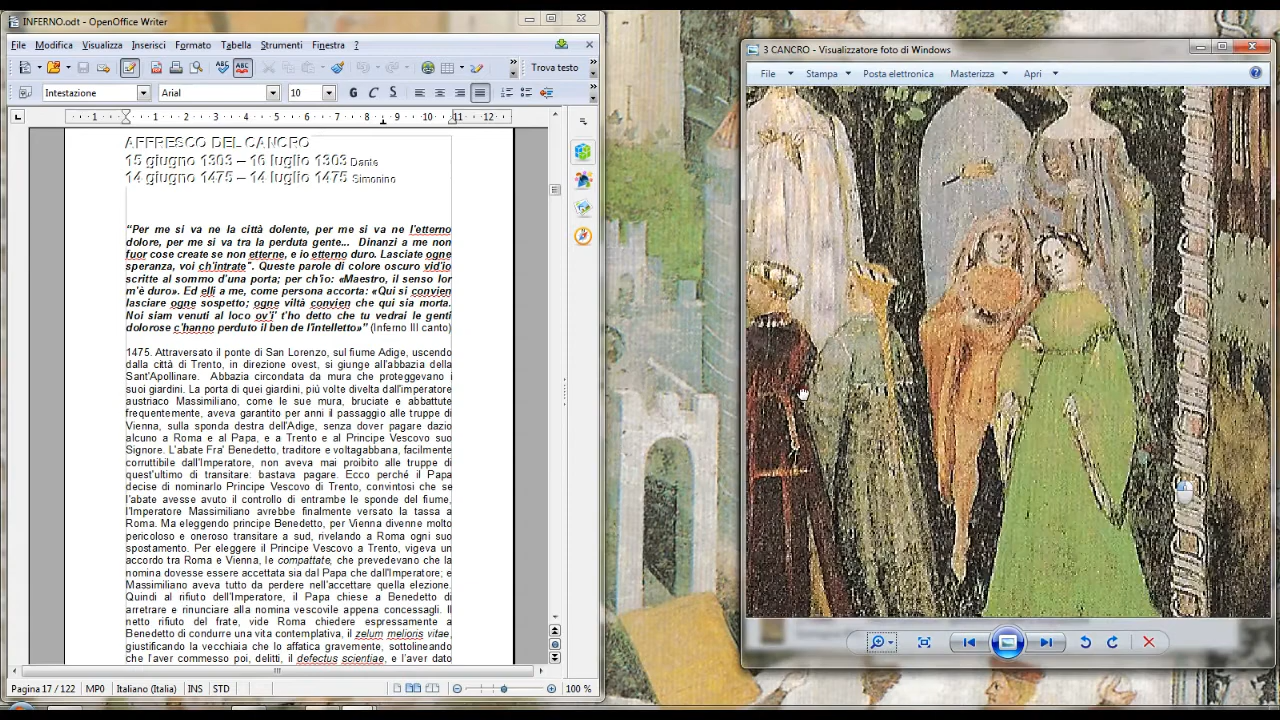 INFERNO.odt - OpenOffice Writer
File Modifica Visualizza Inserisci Formato Tabella Strumenti Finestra ?
Trova testo
Intestazione Arial 10 G C S
1 1 2 3 4 5 6 7 8 9 10 11 12
AFFRESCO DEL CANCRO
15 giugno 1303 – 16 luglio 1303 Dante
14 giugno 1475 – 14 luglio 1475 Simonino
“Per me si va ne la città dolente, per me si va ne l'etterno
dolore, per me si va tra la perduta gente... Dinanzi a me non
fuor cose create se non etterne, e io etterno duro. Lasciate ogne
speranza, voi ch'intrate". Queste parole di colore oscuro vid'io
scritte al sommo d'una porta; per ch'io: «Maestro, il senso lor
m'è duro». Ed elli a me, come persona accorta: «Qui si convien
lasciare ogne sospetto; ogne viltà convien che qui sia morta.
Noi siam venuti al loco ov'i' t'ho detto che tu vedrai le genti
dolorose c'hanno perduto il ben de l'intelletto»” (Inferno III canto)
1475. Attraversato il ponte di San Lorenzo, sul fiume Adige, uscendo
dalla città di Trento, in direzione ovest, si giunge all'abbazia della
Sant'Apollinare. Abbazia circondata da mura che proteggevano i
suoi giardini. La porta di quei giardini, più volte divelta dall'imperatore
austriaco Massimiliano, come le sue mura, bruciate e abbattute
frequentemente, aveva garantito per anni il passaggio alle truppe di
Vienna, sulla sponda destra dell'Adige, senza dover pagare dazio
alcuno a Roma e al Papa, e a Trento e al Principe Vescovo suo
Signore. L'abate Fra' Benedetto, traditore e voltagabbana, facilmente
corruttibile dall'Imperatore, non aveva mai proibito alle truppe di
quest'ultimo di transitare: bastava pagare. Ecco perché il Papa
decise di nominarlo Principe Vescovo di Trento, convintosi che se
l'abate avesse avuto il controllo di entrambe le sponde del fiume,
l'Imperatore Massimiliano avrebbe finalmente versato la tassa a
Roma. Ma eleggendo principe Benedetto, per Vienna divenne molto
pericoloso e oneroso transitare a sud, rivelando a Roma ogni suo
spostamento. Per eleggere il Principe Vescovo a Trento, vigeva un
accordo tra Roma e Vienna, le compattate, che prevedevano che la
nomina dovesse essere accettata sia dal Papa che dall'Imperatore; e
Massimiliano aveva tutto da perdere nell'accettare quella elezione.
Quindi al rifiuto dell'Imperatore, il Papa chiese a Benedetto di
arretrare e rinunciare alla nomina vescovile appena concessagli. Il
netto rifiuto del frate, vide Roma chiedere espressamente a
Benedetto di condurre una vita contemplativa, il zelum melioris vitae,
giustificando la vecchiaia che lo affatica gravemente, sottolineando
che l'aver commesso poi, delitti, il defectus scientiae, e l'aver dato
Pagina 17 / 122 MP0 Italiano (Italia) INS STD 100 %
3 CANCRO - Visualizzatore foto di Windows
File Stampa Posta elettronica Masterizza Apri